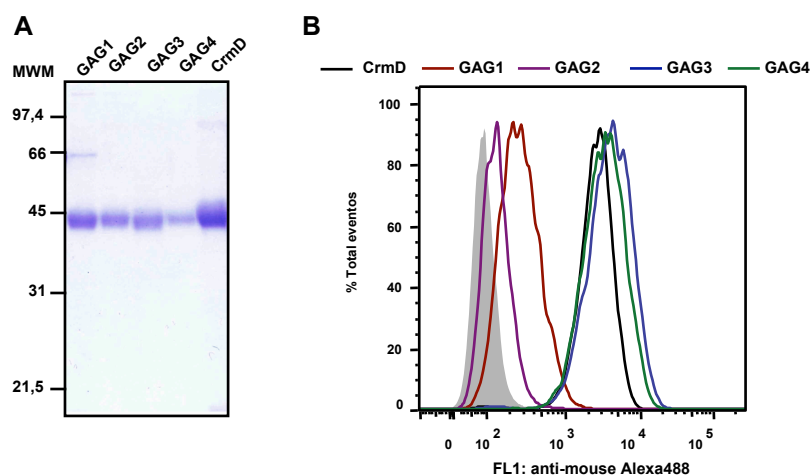 A
GAG1 GAG2 GAG3 GAG4 CrmD
MWM
97,4
66
45
31
21,5
B
CrmD GAG1 GAG2 GAG3 GAG4
% Total eventos
100
80
60
40
20
0
0 10^2 10^3 10^4 10^5
FL1: anti-mouse Alexa488